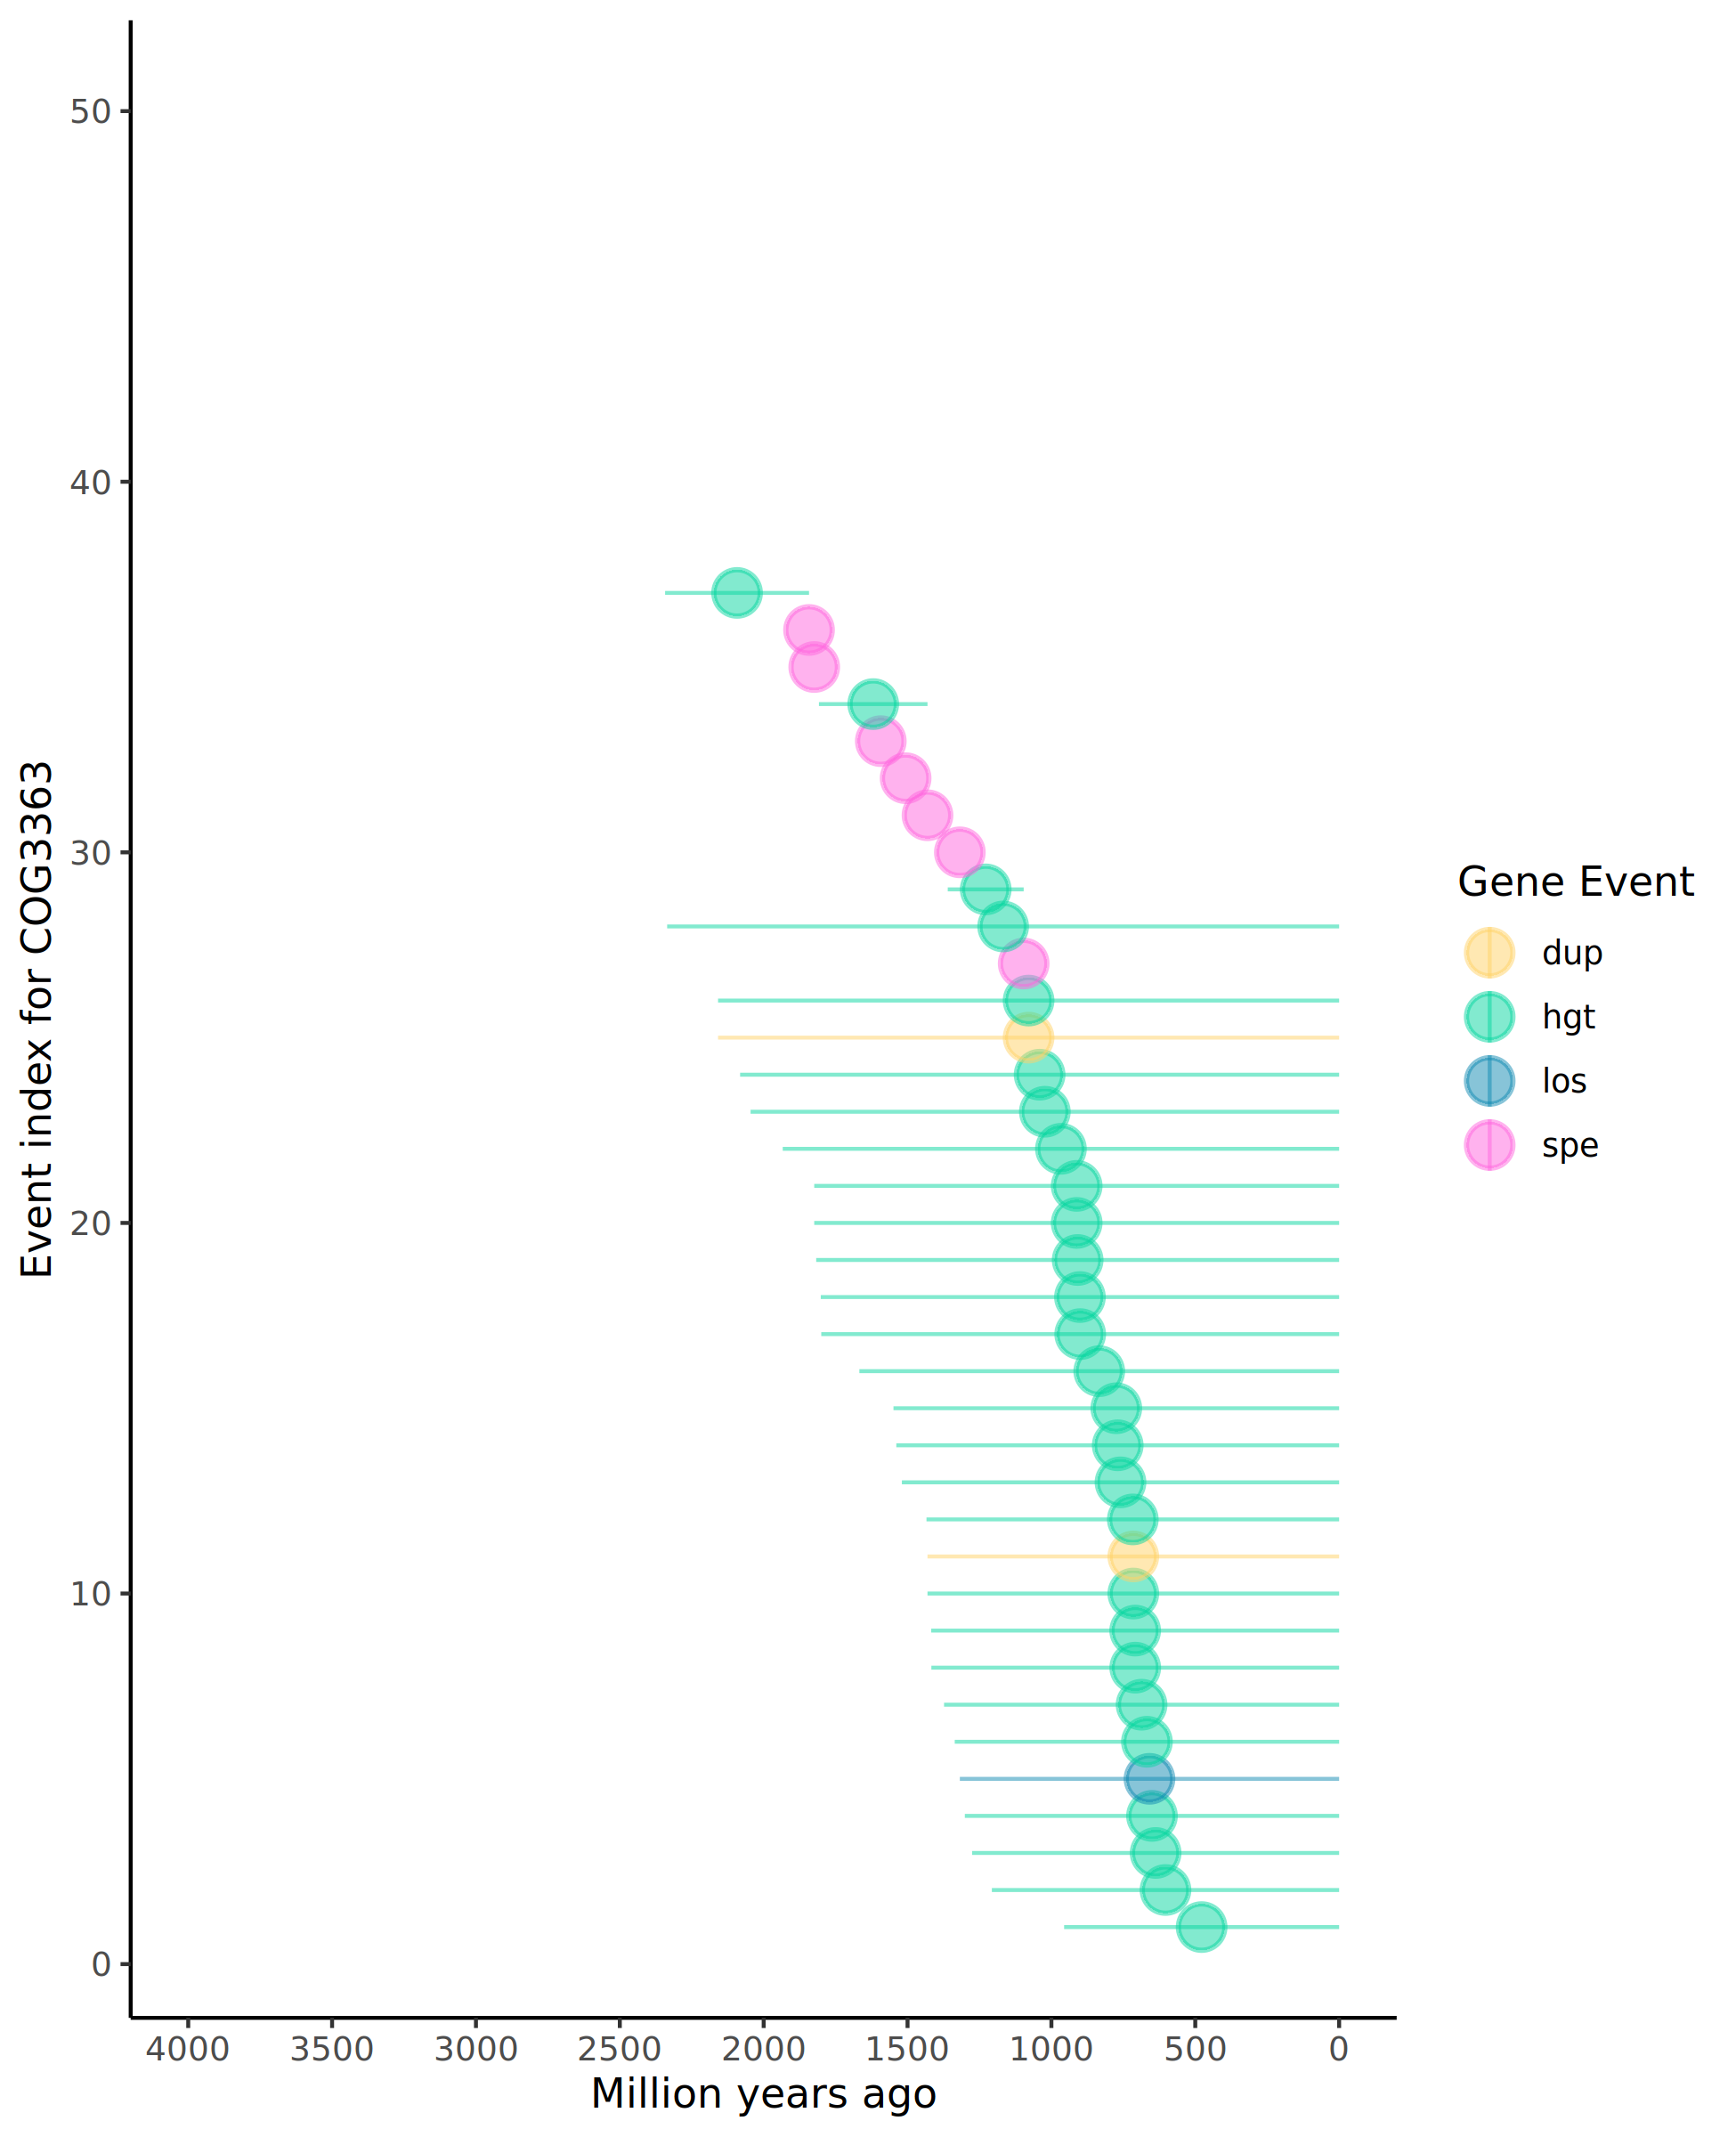 50
40
30
20
10
0
Event index for COG3363
4000 3500 3000 2500 2000 1500 1000 500 0
Million years ago
Gene Event
dup
hgt
los
spe